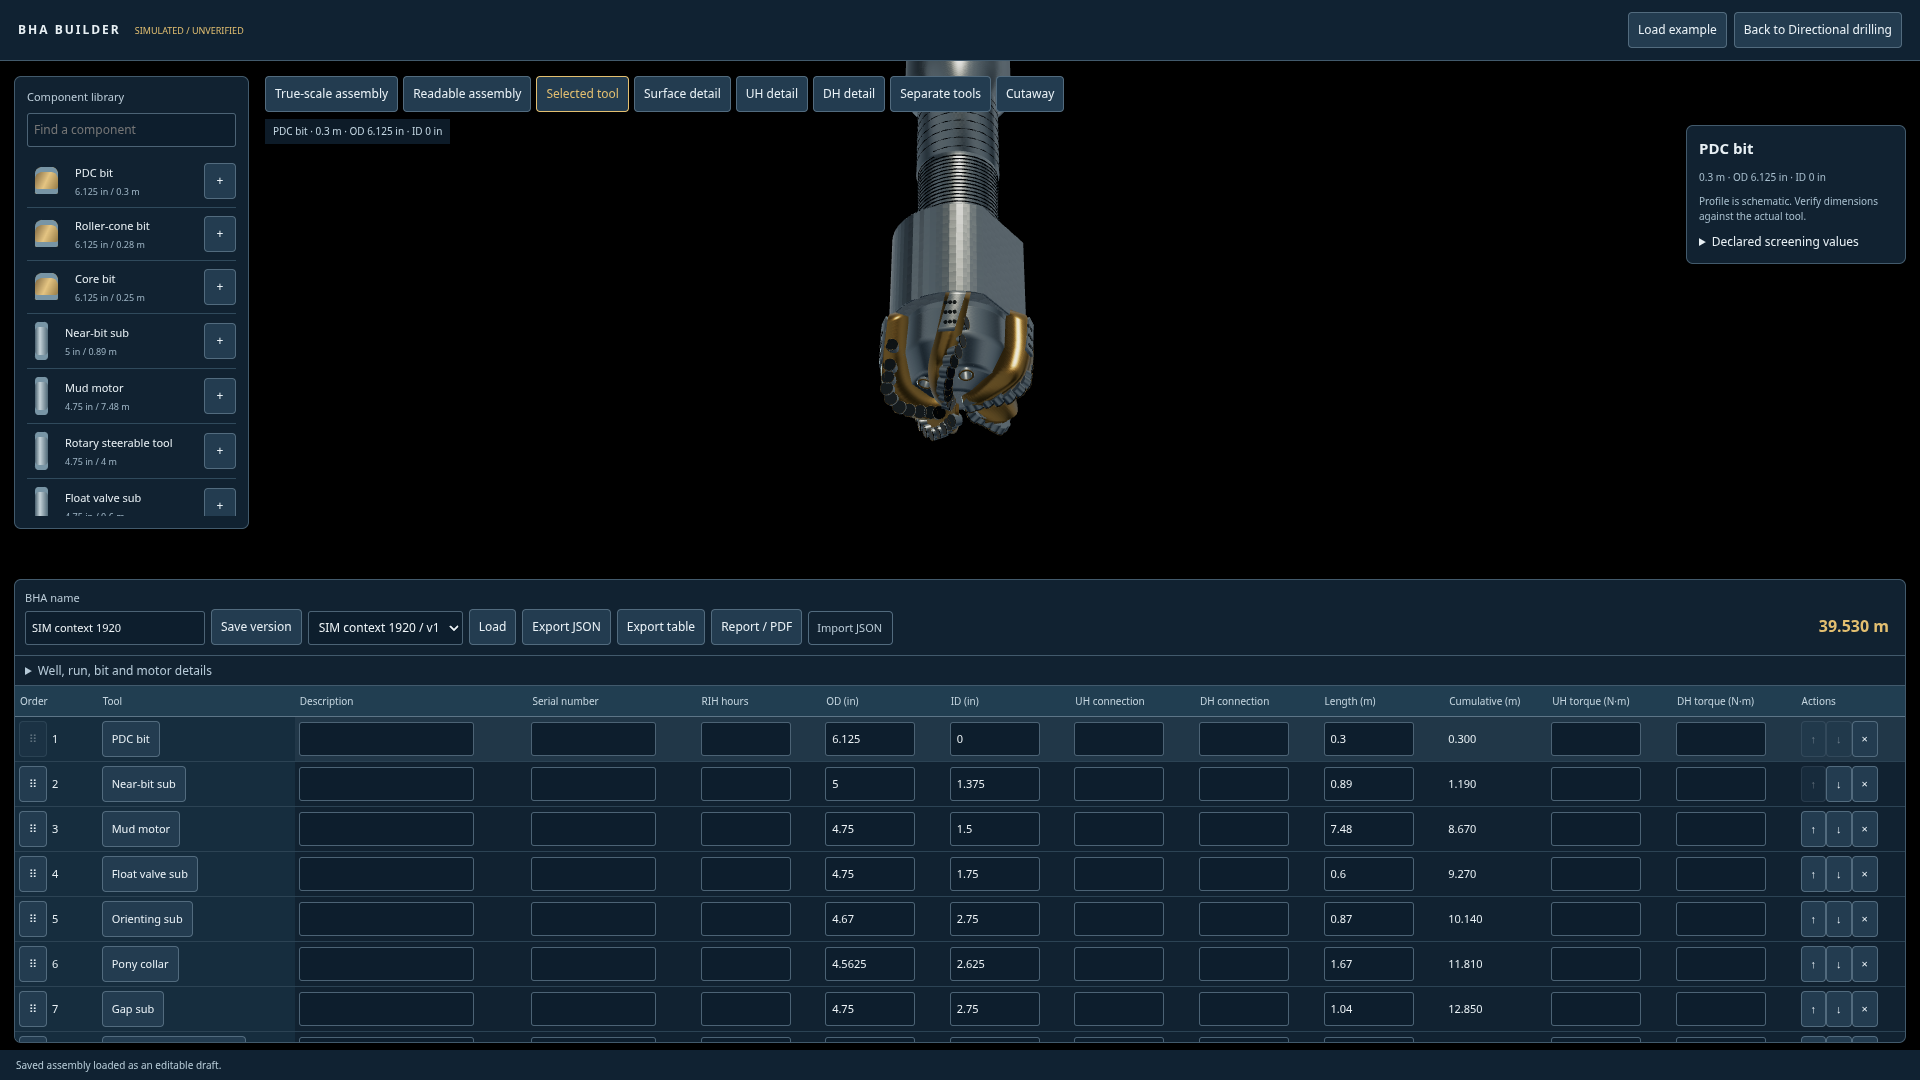 BHA BUILDER SIMULATED / UNVERIFIED Load example Back to Directional drilling
Component library
Find a component
PDC bit
6.125 in / 0.3 m
+
Roller-cone bit
6.125 in / 0.28 m
+
Core bit
6.125 in / 0.25 m
+
Near-bit sub
5 in / 0.89 m
+
Mud motor
4.75 in / 7.48 m
+
Rotary steerable tool
4.75 in / 4 m
+
Float valve sub
+
True-scale assembly Readable assembly Selected tool Surface detail UH detail DH detail Separate tools Cutaway
PDC bit · 0.3 m · OD 6.125 in · ID 0 in
PDC bit
0.3 m · OD 6.125 in · ID 0 in
Profile is schematic. Verify dimensions
against the actual tool.
▶ Declared screening values
BHA name
SIM context 1920 Save version SIM context 1920 / v1 Load Export JSON Export table Report / PDF Import JSON 39.530 m
▶ Well, run, bit and motor details
Order Tool Description Serial number RIH hours OD (in) ID (in) UH connection DH connection Length (m) Cumulative (m) UH torque (N·m) DH torque (N·m) Actions
1 PDC bit 6.125 0 0.3 0.300 ↑ ↓ ×
2 Near-bit sub 5 1.375 0.89 1.190 ↑ ↓ ×
3 Mud motor 4.75 1.5 7.48 8.670 ↑ ↓ ×
4 Float valve sub 4.75 1.75 0.6 9.270 ↑ ↓ ×
5 Orienting sub 4.67 2.75 0.87 10.140 ↑ ↓ ×
6 Pony collar 4.5625 2.625 1.67 11.810 ↑ ↓ ×
7 Gap sub 4.75 2.75 1.04 12.850 ↑ ↓ ×
Saved assembly loaded as an editable draft.